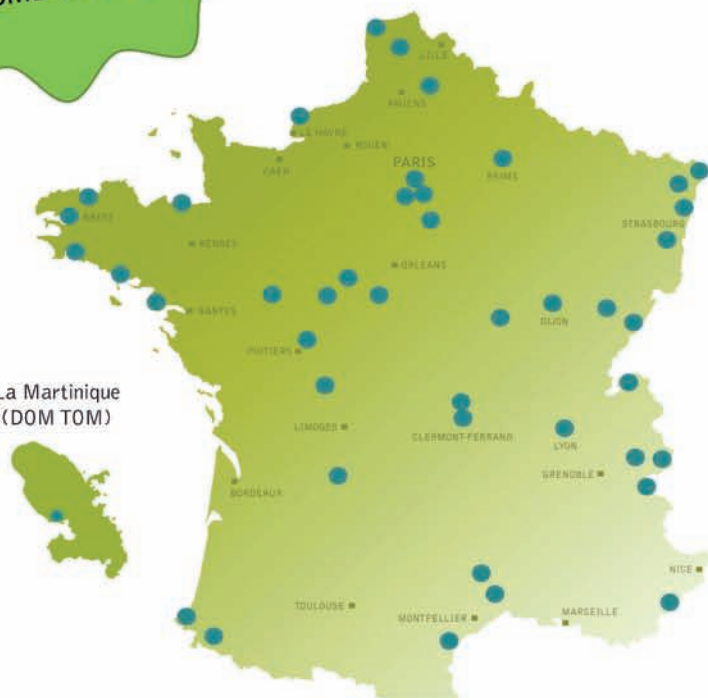 LILLE
AMIENS
LE HAVRE
ROUEN
CAEN
PARIS
REIMS
BREST
STRASBOURG
RENNES
ORLEANS
NANTES
DIJON
POITIERS
La Martinique
(DOM TOM)
LIMOGES
CLERMONT-FERRAND
LYON
GRENOBLE
BORDEAUX
NICE
TOULOUSE
MONTPELLIER
MARSEILLE